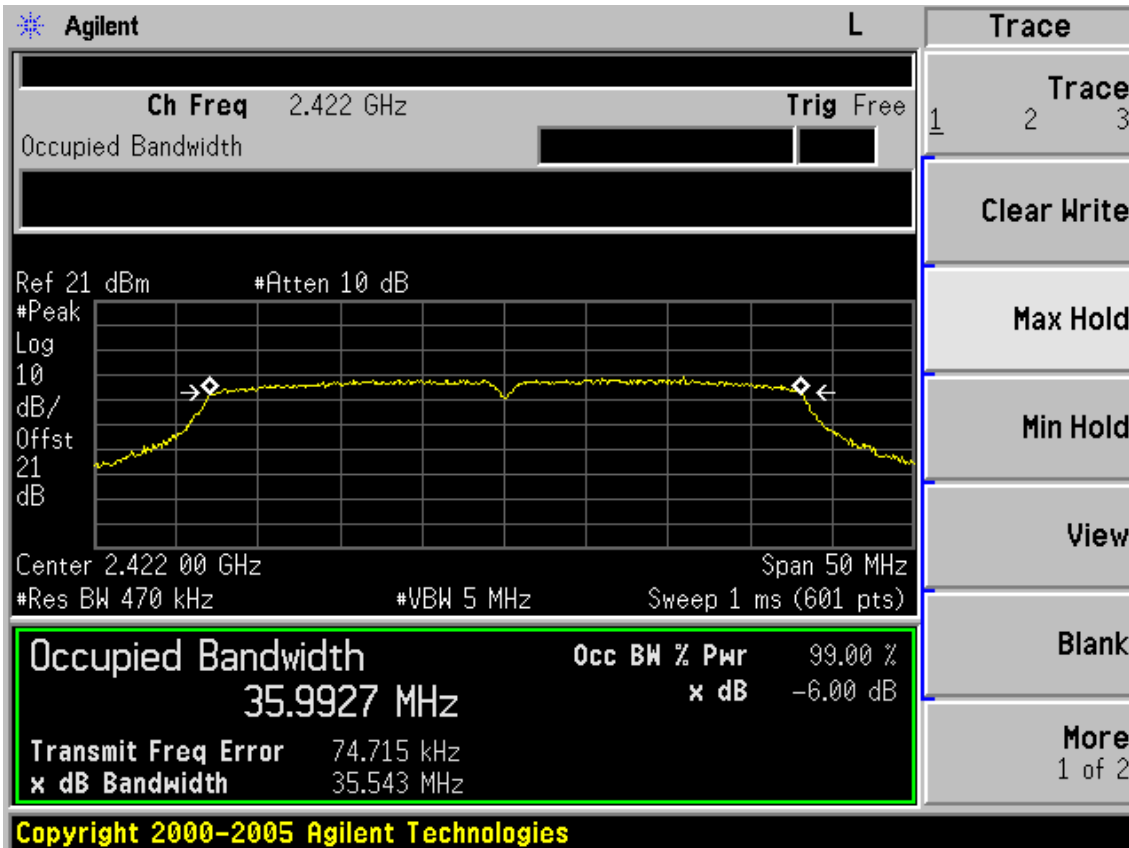 Agilent L
Ch Freq 2.422 GHz Trig Free
Occupied Bandwidth
Ref 21 dBm #Atten 10 dB
#Peak
Log
10
dB/
Offst
21
dB
Center 2.422 00 GHz Span 50 MHz
#Res BW 470 kHz #VBW 5 MHz Sweep 1 ms (601 pts)
Occupied Bandwidth Occ BW % Pwr 99.00 %
35.9927 MHz x dB -6.00 dB
Transmit Freq Error 74.715 kHz
x dB Bandwidth 35.543 MHz
Copyright 2000-2005 Agilent Technologies
Trace
Trace
1 2 3
Clear Write
Max Hold
Min Hold
View
Blank
More
1 of 2